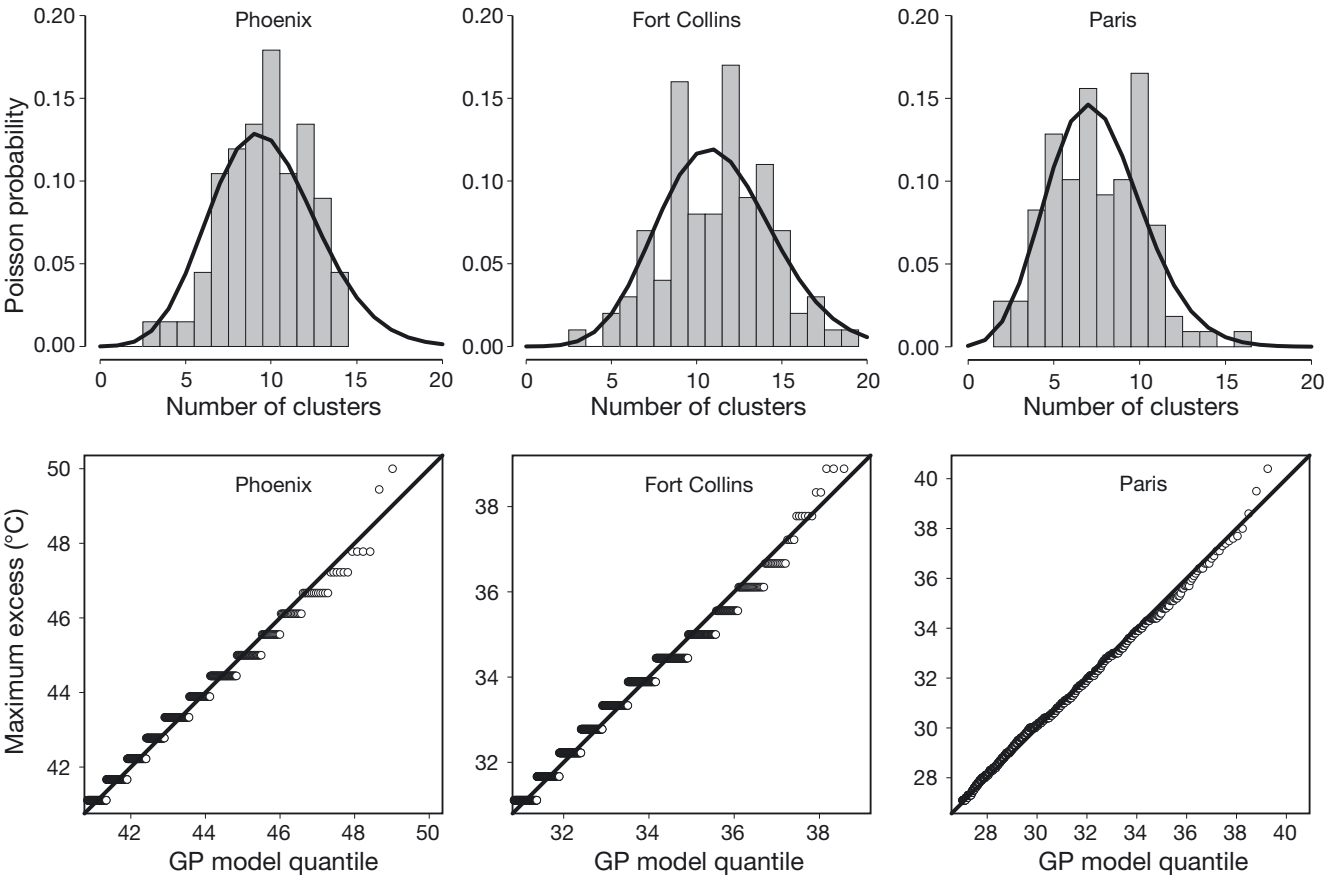 Phoenix
Fort Collins
Paris
Poisson probability
0.20
0.15
0.10
0.05
0.00
0.20
0.15
0.10
0.05
0.00
0.20
0.15
0.10
0.05
0.00
0 5 10 15 20
0 5 10 15 20
0 5 10 15 20
Number of clusters
Number of clusters
Number of clusters
Phoenix
Fort Collins
Paris
Maximum excess (°C)
50
48
46
44
42
38
36
34
32
40
38
36
34
32
30
28
42 44 46 48 50
32 34 36 38
28 30 32 34 36 38 40
GP model quantile
GP model quantile
GP model quantile